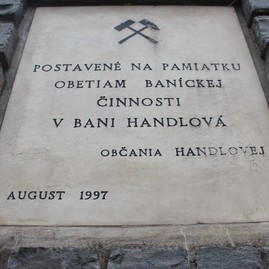 POSTAVENÉ NA PAMIATKU
OBETIAM BANÍCKEJ
ČINNOSTI
V BANI HANDLOVÁ
OBČANIA HANDLOVEJ
AUGUST 1997